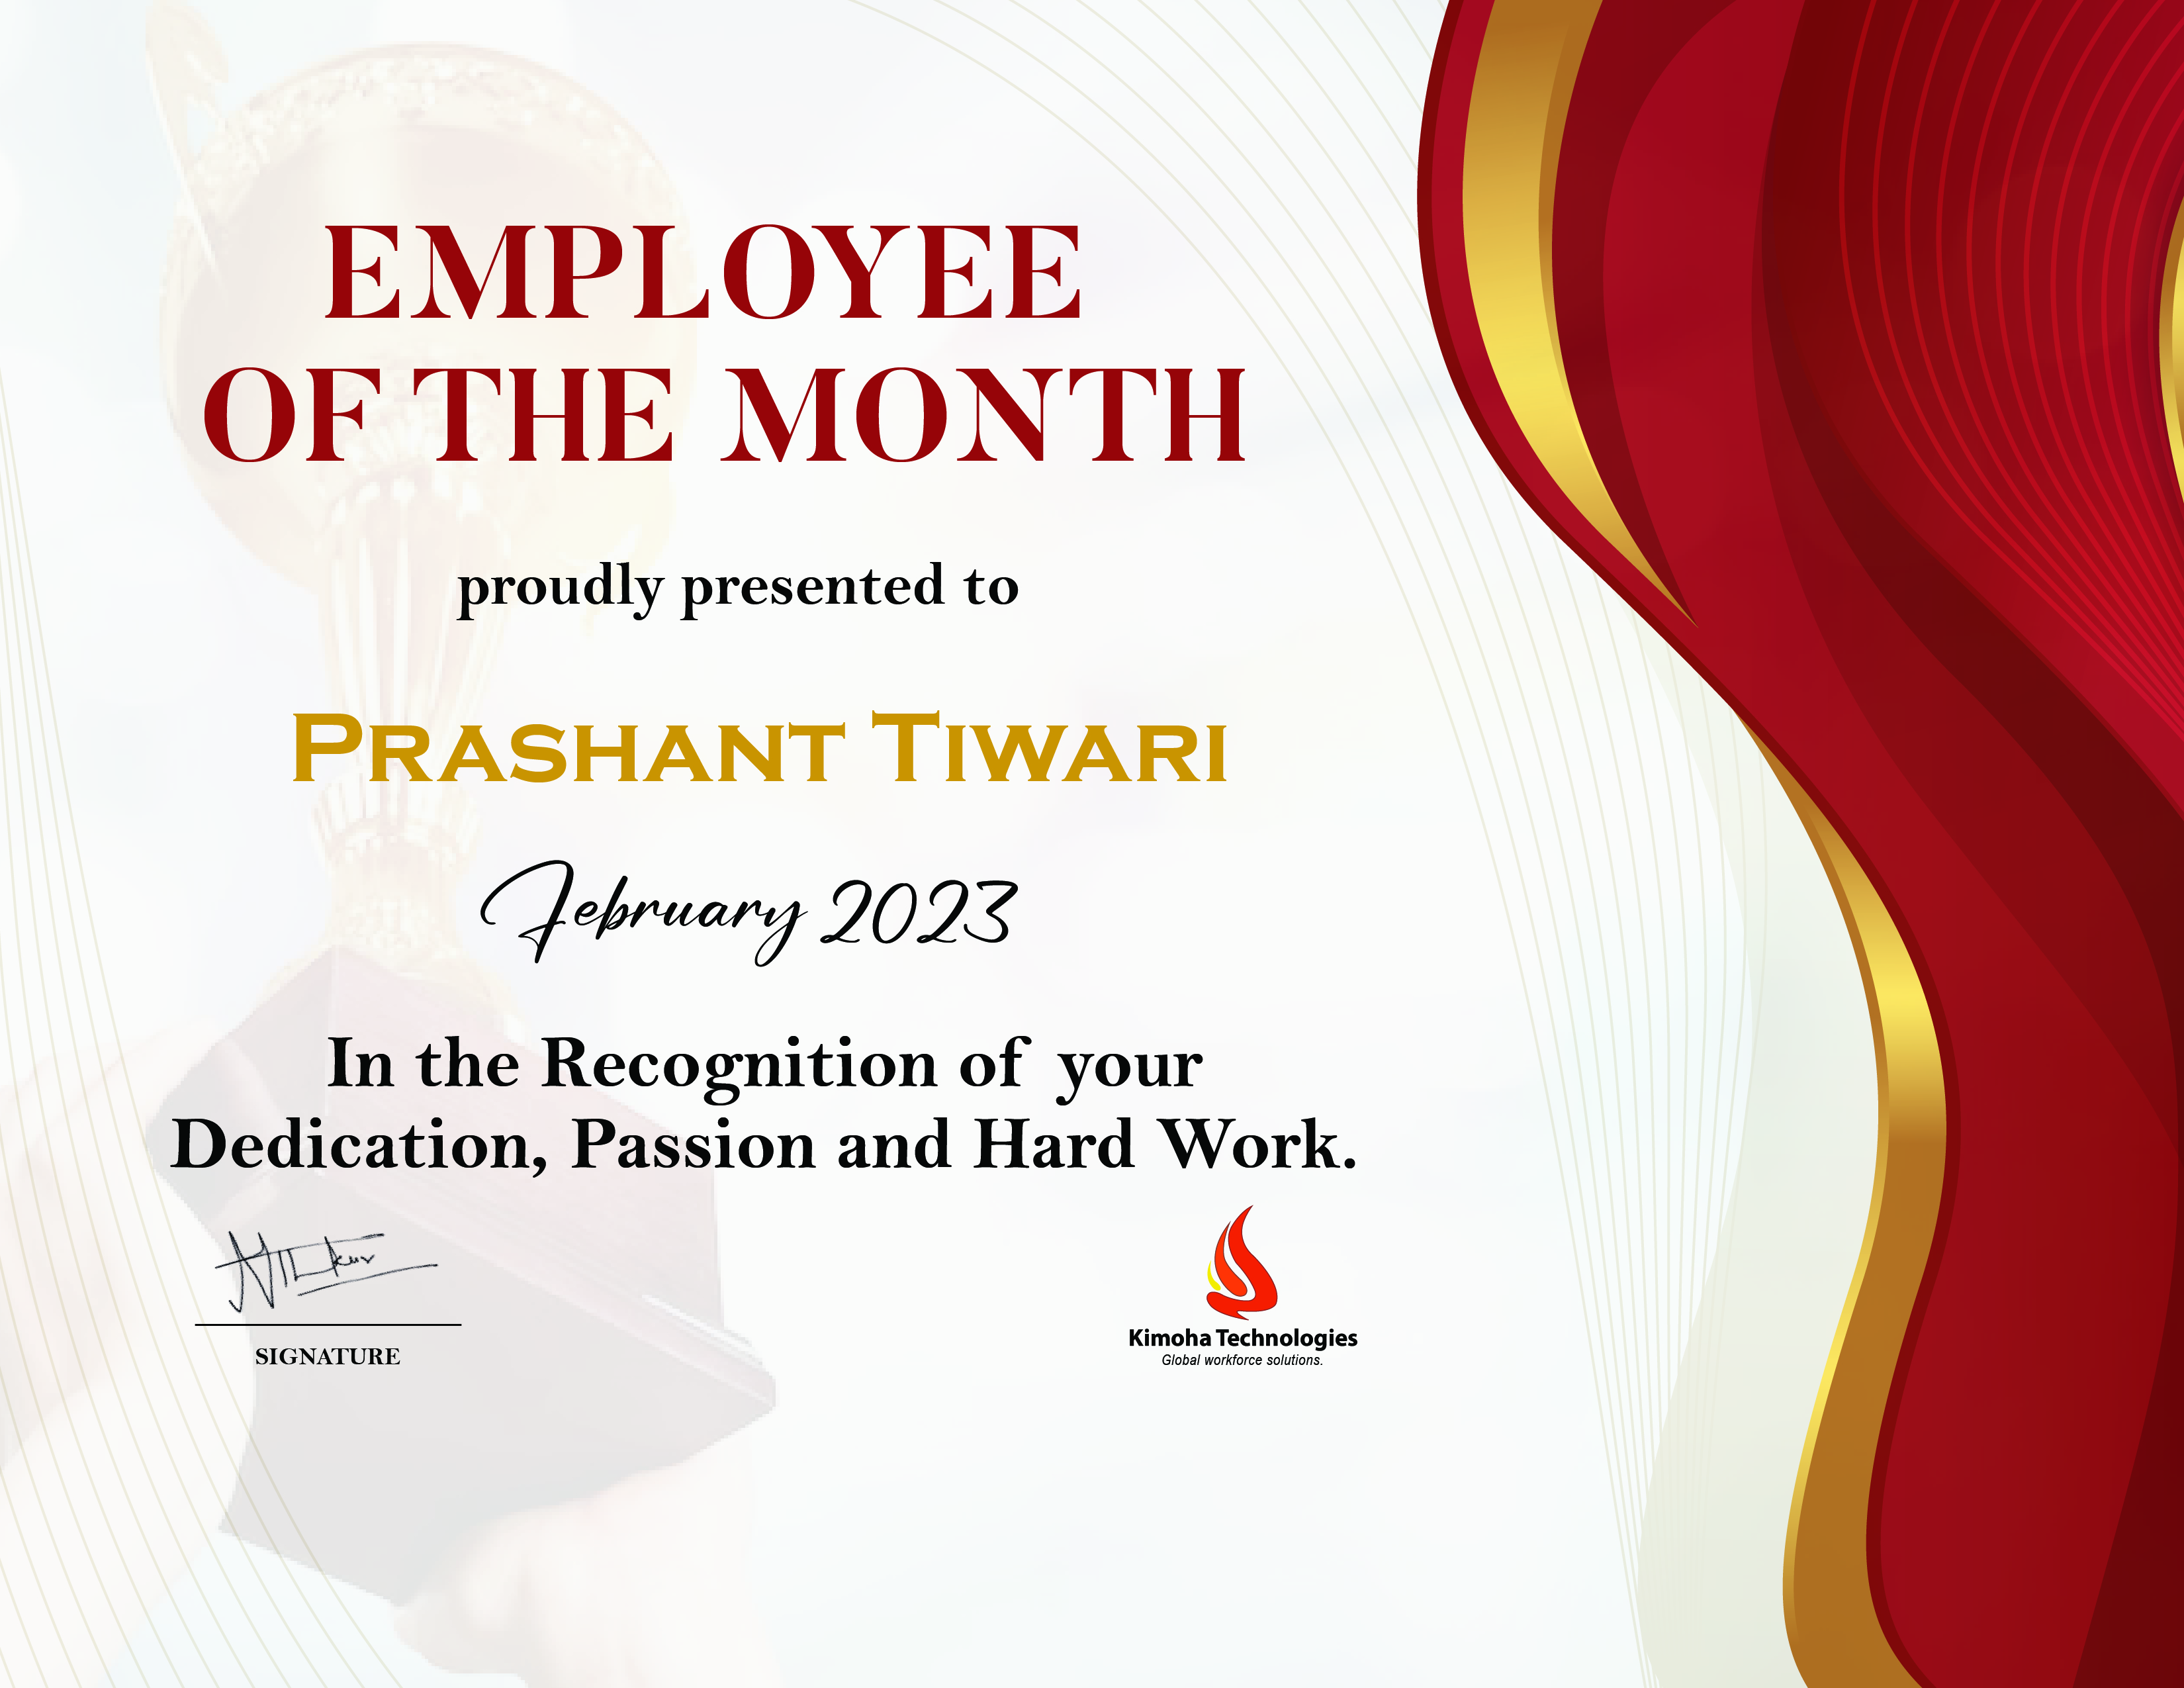 EMPLOYEE
OF THE MONTH
proudly presented to
PRASHANT TIWARI
February 2023
In the Recognition of your
Dedication, Passion and Hard Work.
SIGNATURE
Kimoha Technologies
Global workforce solutions.